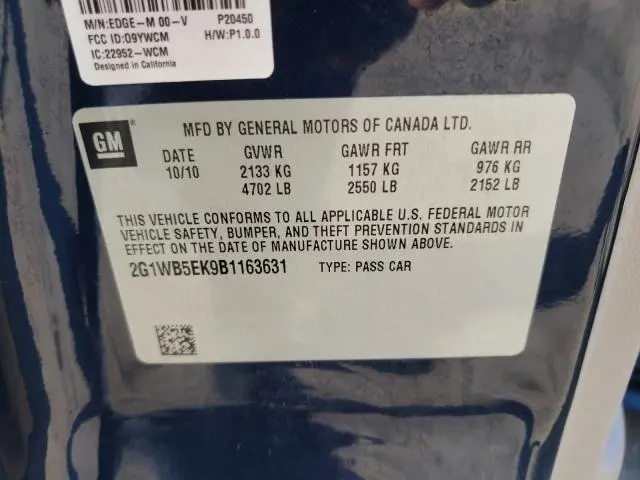 M/N:EDGE-M 00-V P20450
FCC ID:O9YWCM H/W:P1.0.0
IC:22952-WCM
Designed in California
GM ® MFD BY GENERAL MOTORS OF CANADA LTD.
DATE GVWR GAWR FRT GAWR RR
10/10 2133 KG 1157 KG 976 KG
4702 LB 2550 LB 2152 LB
THIS VEHICLE CONFORMS TO ALL APPLICABLE U.S. FEDERAL MOTOR
VEHICLE SAFETY, BUMPER, AND THEFT PREVENTION STANDARDS IN
EFFECT ON THE DATE OF MANUFACTURE SHOWN ABOVE.
2G1WB5EK9B1163631 TYPE: PASS CAR